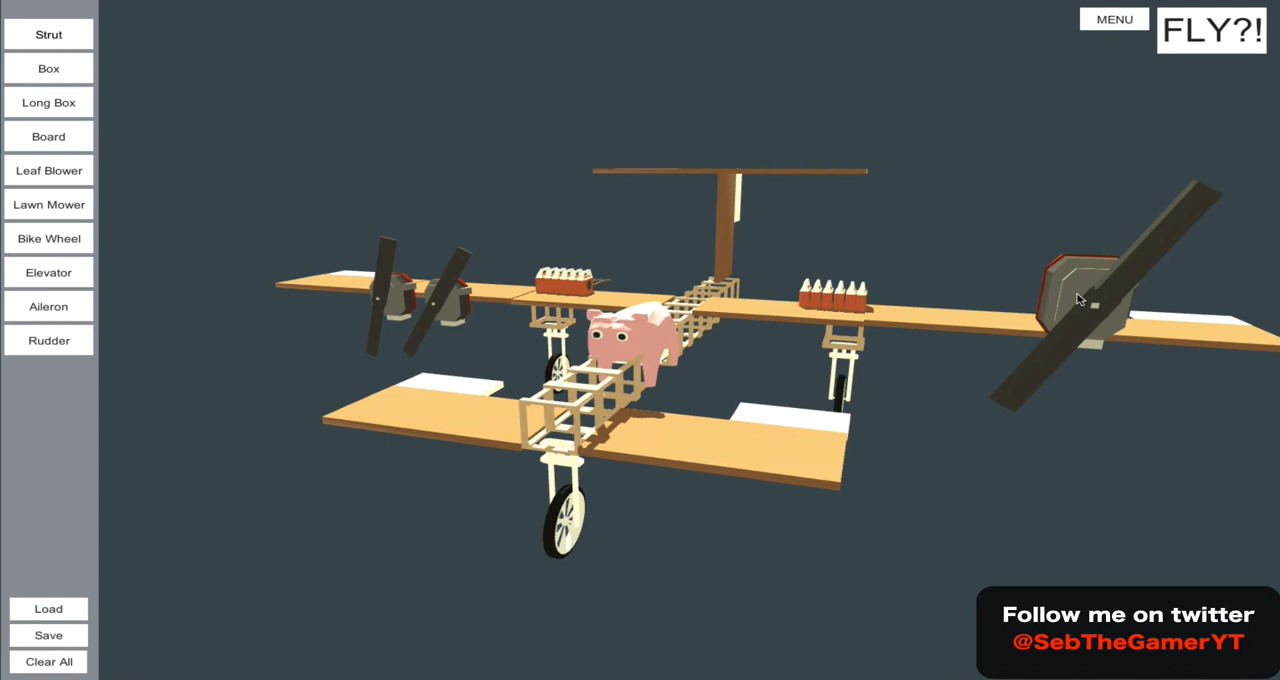 Strut
Box
Long Box
Board
Leaf Blower
Lawn Mower
Bike Wheel
Elevator
Aileron
Rudder
Load
Save
Clear All
MENU
FLY?!
Follow me on twitter
@SebTheGamerYT